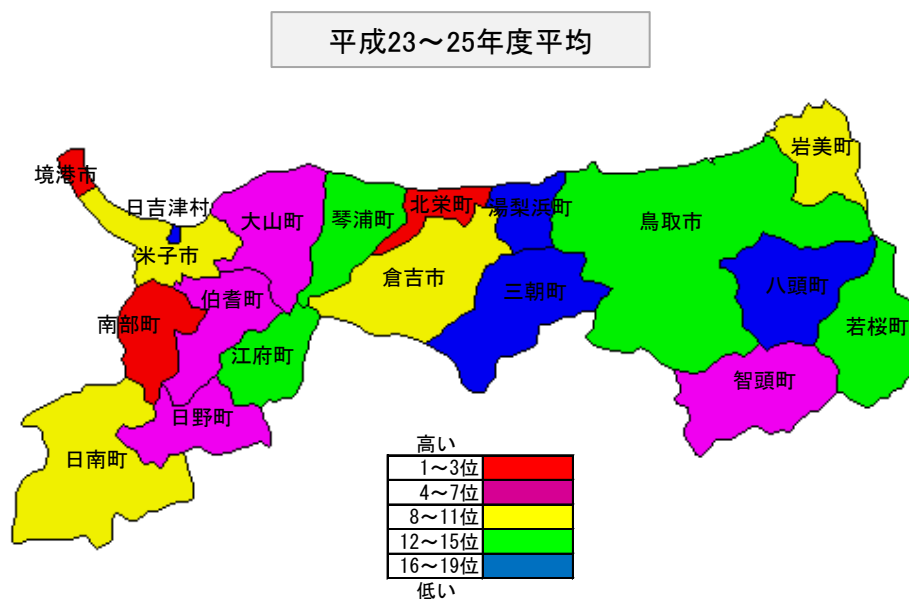 平成23～25年度平均
岩美町
境港市
日吉津村
大山町
琴浦町
北栄町
湯梨浜町
鳥取市
米子市
倉吉市
三朝町
八頭町
伯耆町
南部町
江府町
若桜町
智頭町
日野町
日南町
高い
1～3位
4～7位
8～11位
12～15位
16～19位
低い